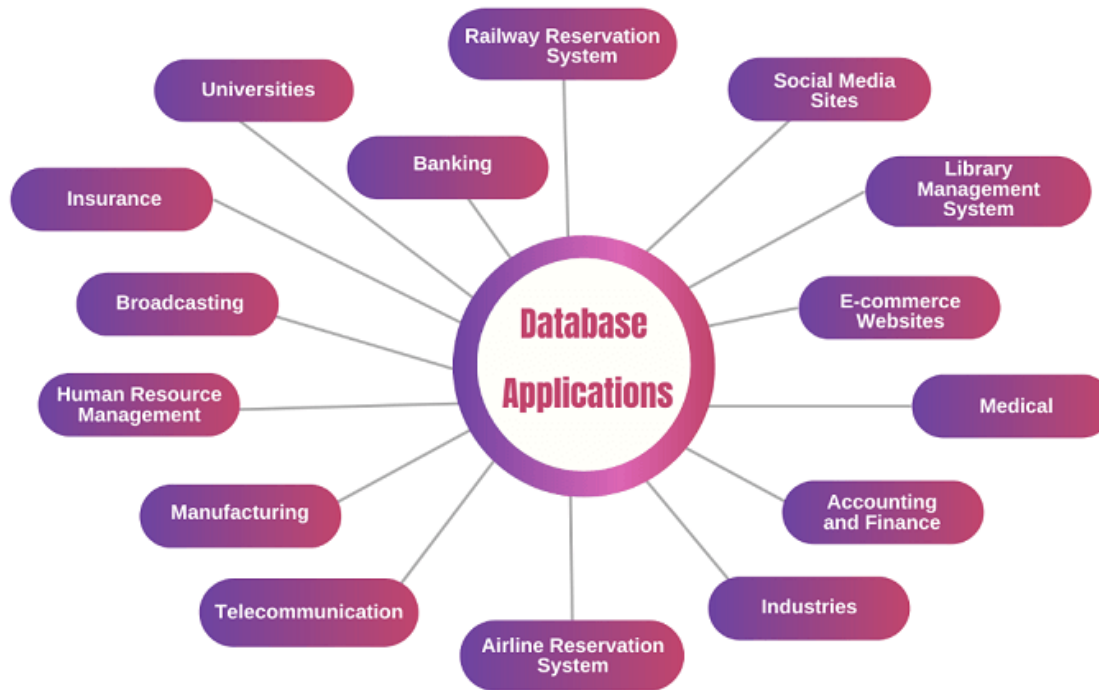 Railway Reservation
System
Social Media
Sites
Universities
Banking
Library
Management
System
Insurance
Broadcasting
E-commerce
Websites
Database
Applications
Human Resource
Management
Medical
Manufacturing
Accounting
and Finance
Telecommunication
Industries
Airline Reservation
System